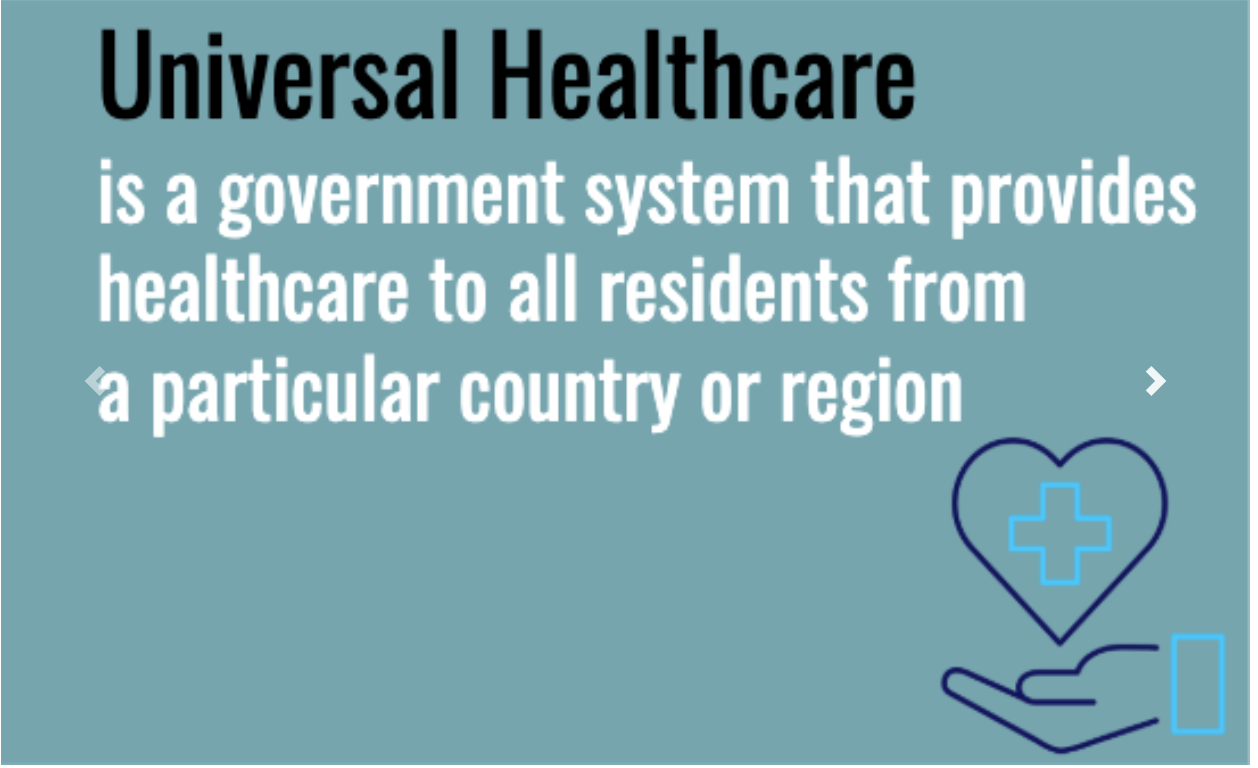 Universal Healthcare
is a government system that provides
healthcare to all residents from
a particular country or region